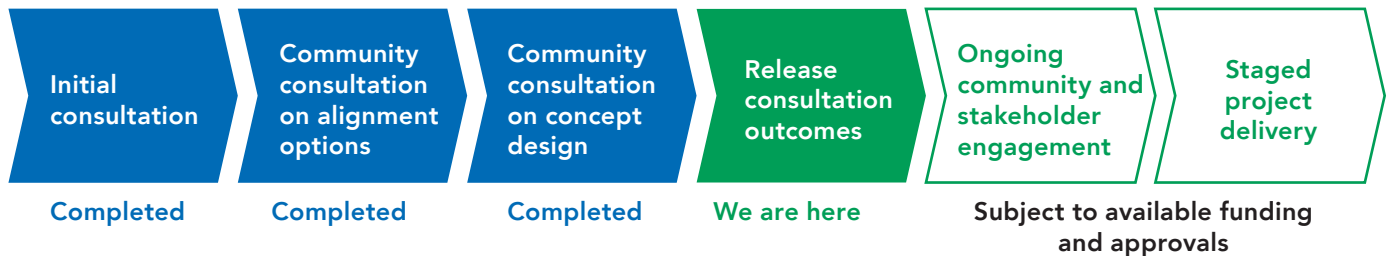 Initial
consultation
Community
consultation
on alignment
options
Community
consultation
on concept
design
Release
consultation
outcomes
Ongoing
community and
stakeholder
engagement
Staged
project
delivery
Completed
Completed
Completed
We are here
Subject to available funding
and approvals